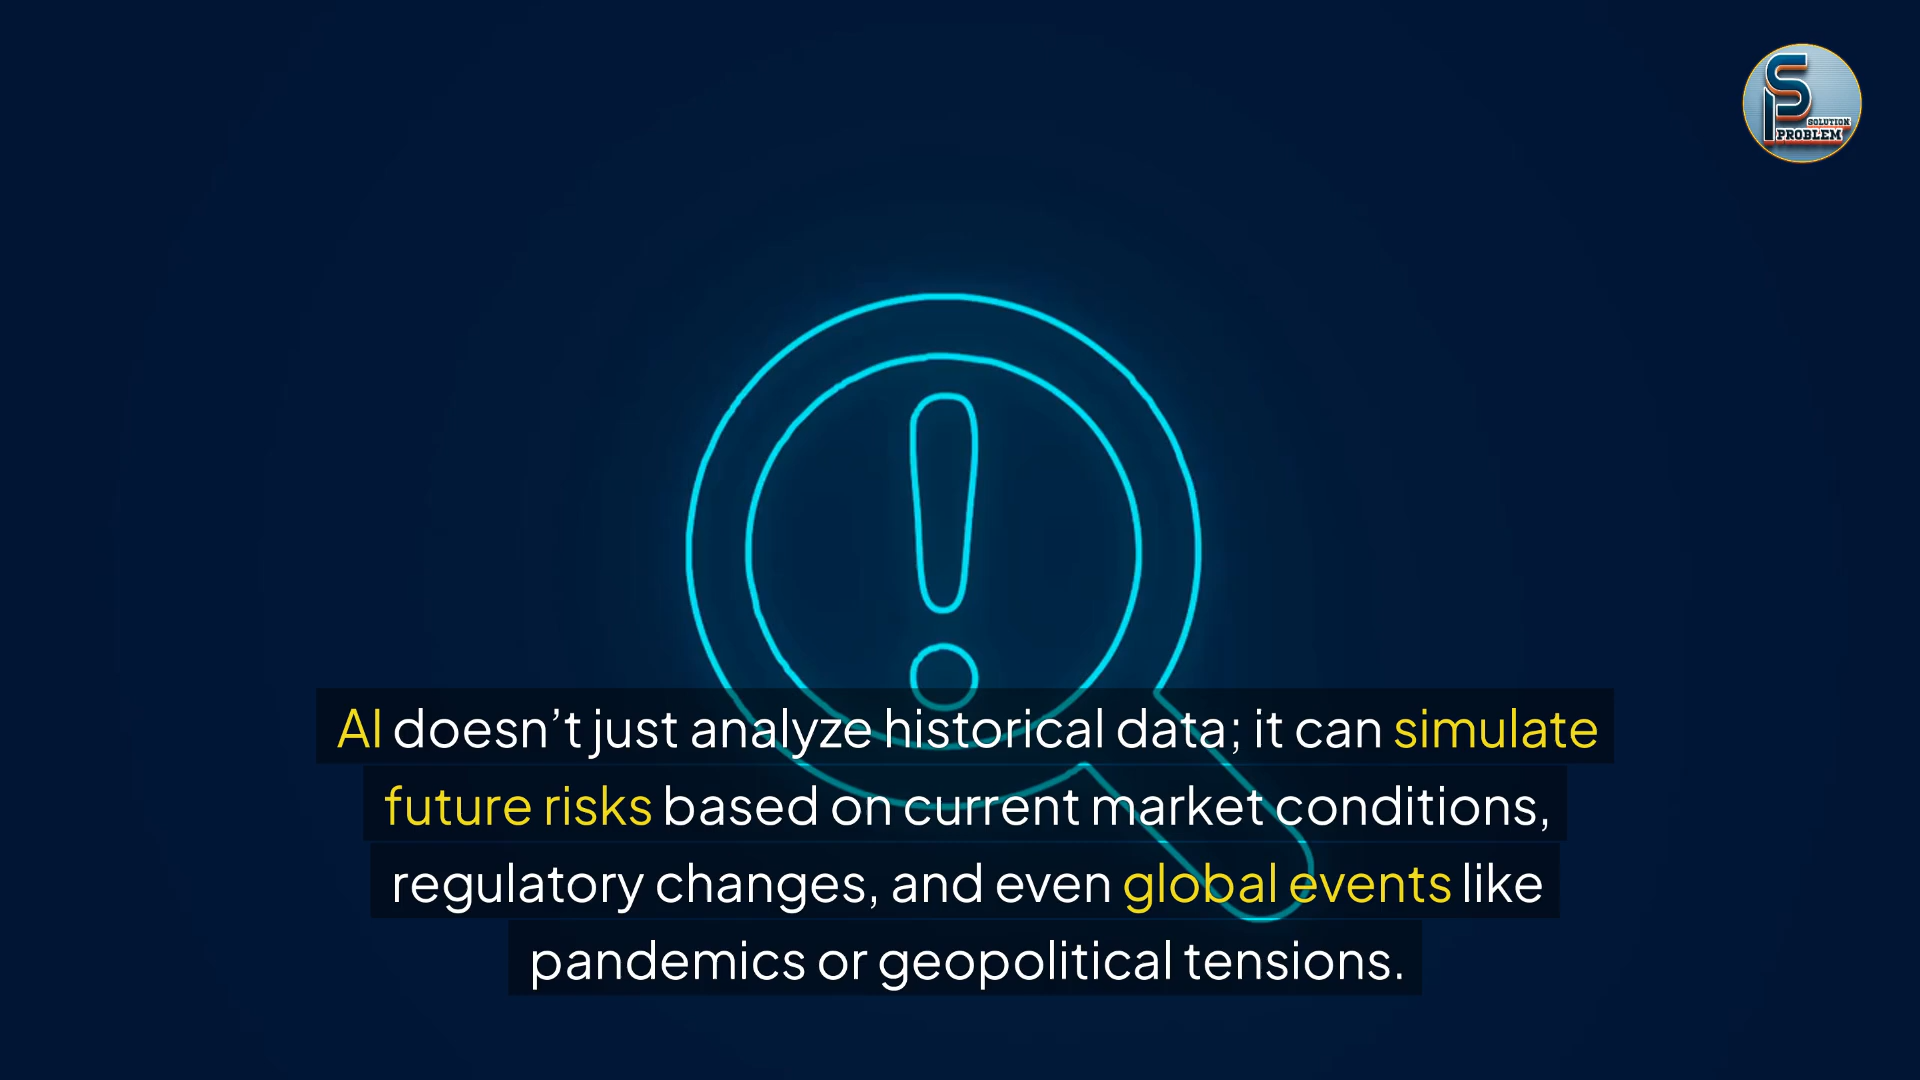 SP
SOLUTION
PROBLEM
AI doesn’t just analyze historical data; it can simulate
future risks based on current market conditions,
regulatory changes, and even global events like
pandemics or geopolitical tensions.